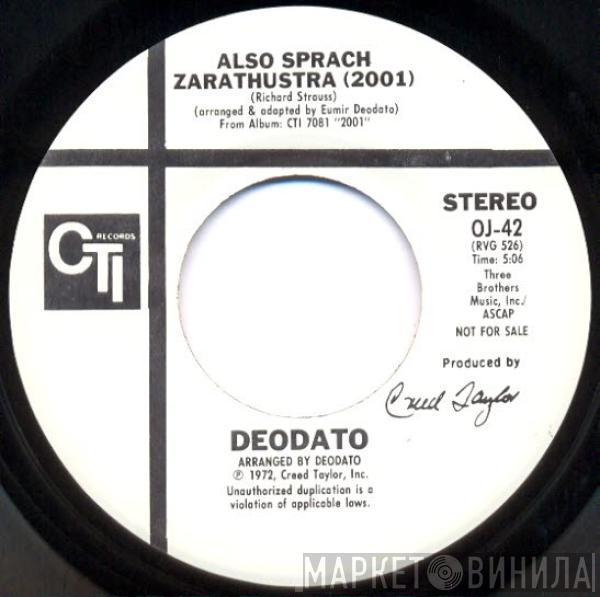 ALSO SPRACH
ZARATHUSTRA (2001)
(Richard Strauss)
(arranged & adapted by Eumir Deodato)
From Album: CTI 7081 "2001"
CTI
RECORDS
STEREO
OJ-42
(RVG 526)
Time: 5:06
Three
Brothers
Music, Inc./
ASCAP
NOT FOR SALE
Produced by
Creed Taylor
DEODATO
ARRANGED BY DEODATO
℗ 1972, Creed Taylor, Inc.
Unauthorized duplication is a
violation of applicable laws.
МАРКЕТ ВИНИЛА